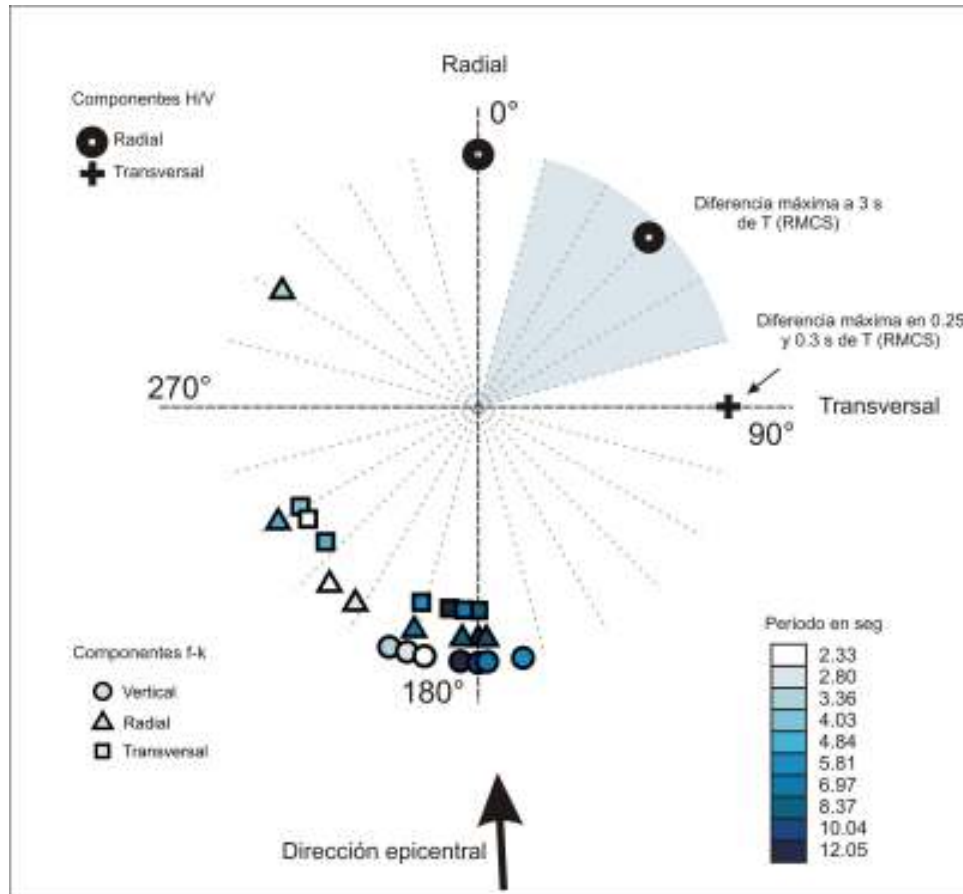 Radial
0°
Componentes H/V
Radial
Transversal
Diferencia máxima a 3 s
de T (RMCS)
Diferencia máxima en 0.25
y 0.3 s de T (RMCS)
270°
Transversal
90°
Componentes f-k
Vertical
Radial
Transversal
180°
Período en seg
2.33
2.80
3.36
4.03
4.84
5.81
6.97
8.37
10.04
12.05
Dirección epicentral